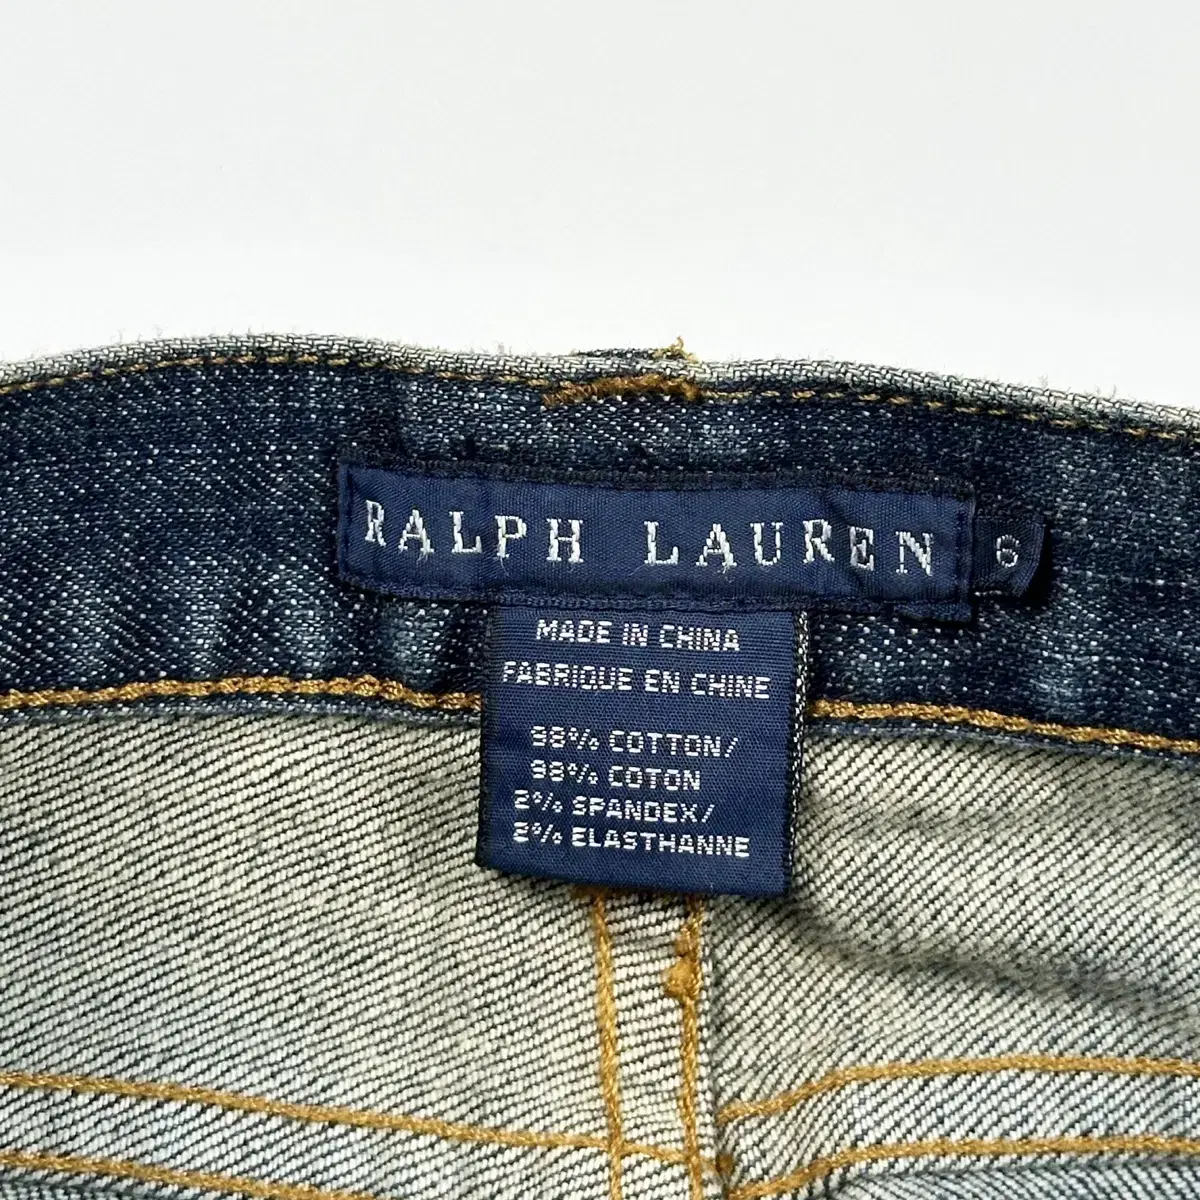 RALPH LAUREN 6
MADE IN CHINA
FABRIQUE EN CHINE
98% COTTON/
98% COTON
2% SPANDEX/
2% ELASTHANNE